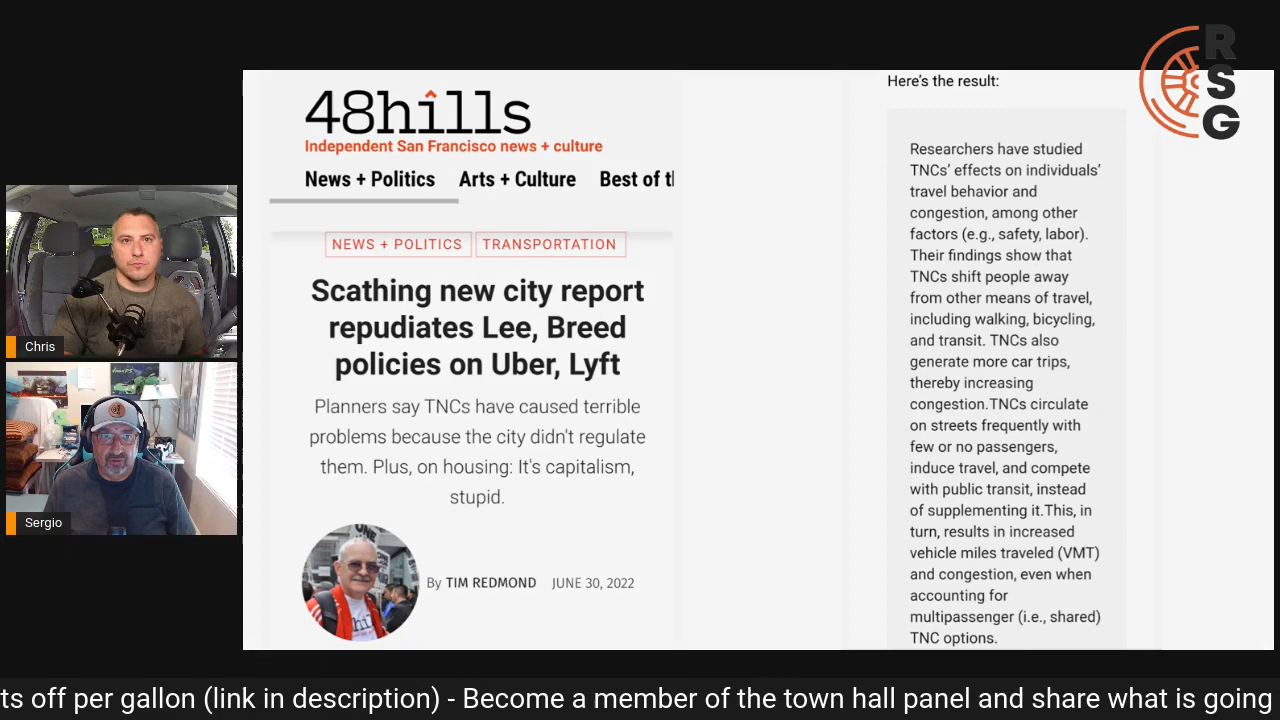 48hills
Independent San Francisco news + culture
News + Politics Arts + Culture Best of tl
NEWS + POLITICS TRANSPORTATION
Scathing new city report
repudiates Lee, Breed
policies on Uber, Lyft
Planners say TNCs have caused terrible
problems because the city didn't regulate
them. Plus, on housing: It's capitalism,
stupid.
By TIM REDMOND JUNE 30, 2022
Here's the result:
Researchers have studied
TNCs' effects on individuals'
travel behavior and
congestion, among other
factors (e.g., safety, labor).
Their findings show that
TNCs shift people away
from other means of travel,
including walking, bicycling,
and transit. TNCs also
generate more car trips,
thereby increasing
congestion.TNCs circulate
on streets frequently with
few or no passengers,
induce travel, and compete
with public transit, instead
of supplementing it.This, in
turn, results in increased
vehicle miles traveled (VMT)
and congestion, even when
accounting for
multipassenger (i.e., shared)
TNC options.
R
S
G
Chris
Sergio
ts off per gallon (link in description) - Become a member of the town hall panel and share what is going